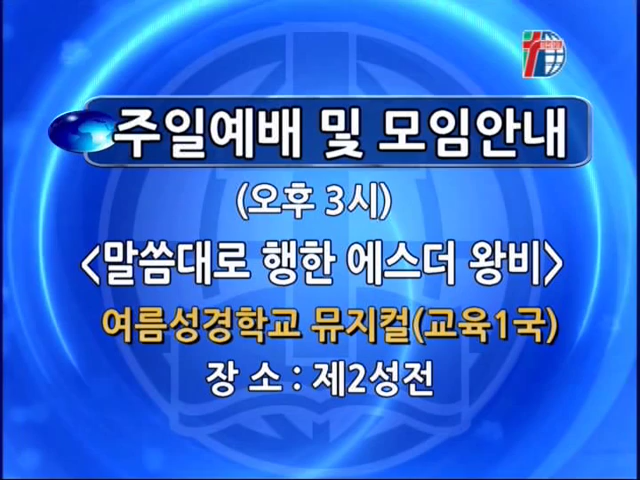 주일예배 및 모임안내
(오후 3시)
<말씀대로 행한 에스더 왕비>
여름성경학교 뮤지컬(교육1국)
장 소 : 제2성전